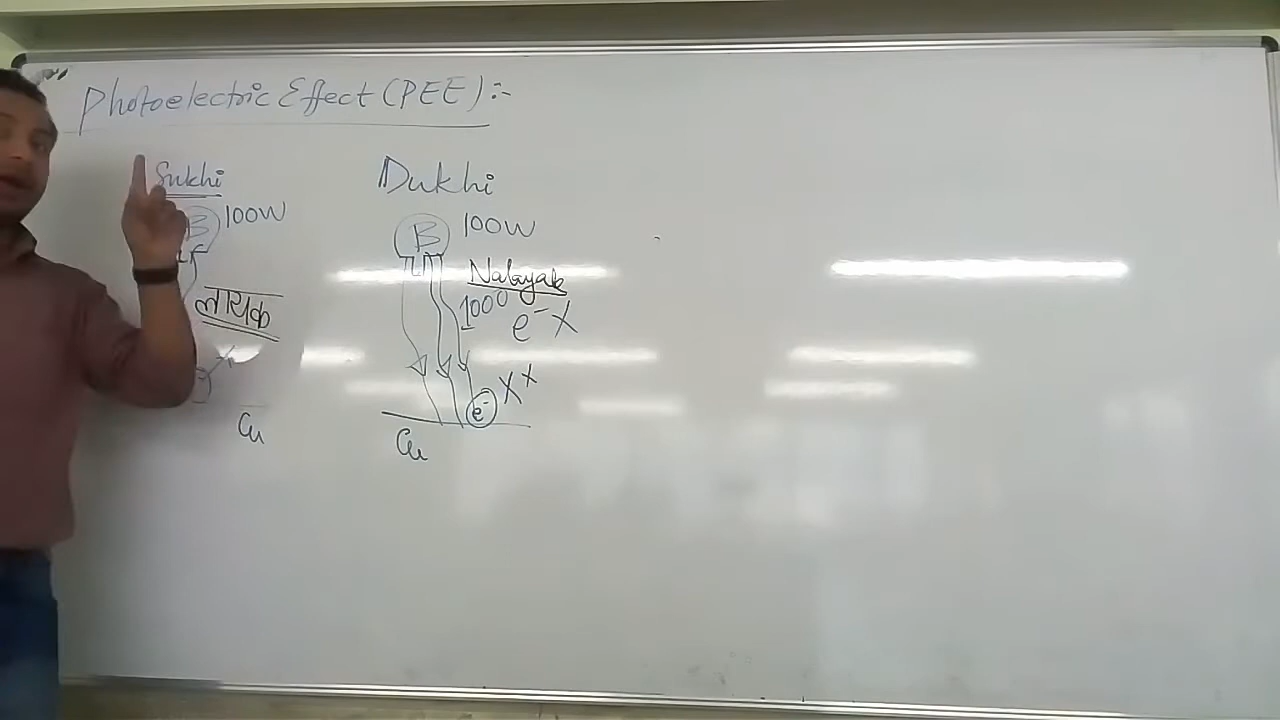 Photoelectric Effect (PEE) :-
Sukhi
B 100W
लायक
Cu
Dukhi
B 100W
Nalayak
1000
e⁻ X
e⁻ X X
Cu